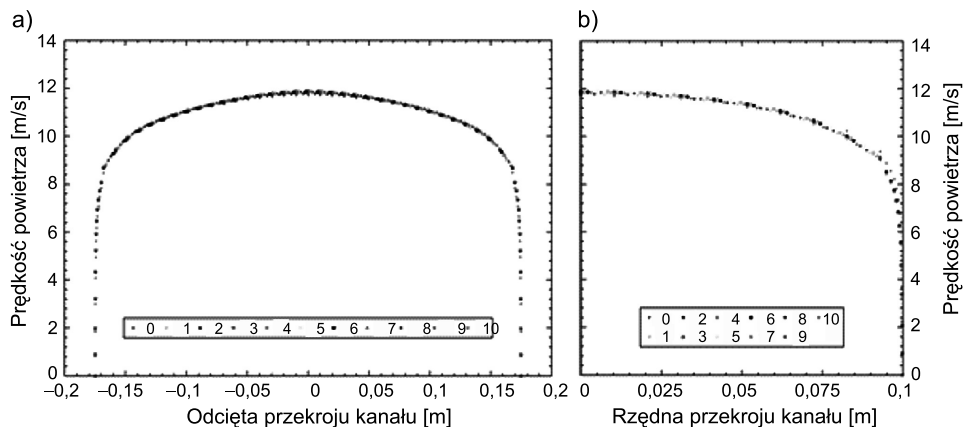 a)
14
12
10
8
6
4
2
0
Prędkość powietrza [m/s]
0 1 2 3 4 5 6 7 8 9 10
–0,2 –0,15 –0,1 –0,05 0 0,05 0,1 0,15 0,2
Odcięta przekroju kanału [m]
b)
14
12
10
8
6
4
2
0
Prędkość powietrza [m/s]
0 2 4 6 8 10
1 3 5 7 9
0 0,025 0,05 0,075 0,1
Rzędna przekroju kanału [m]